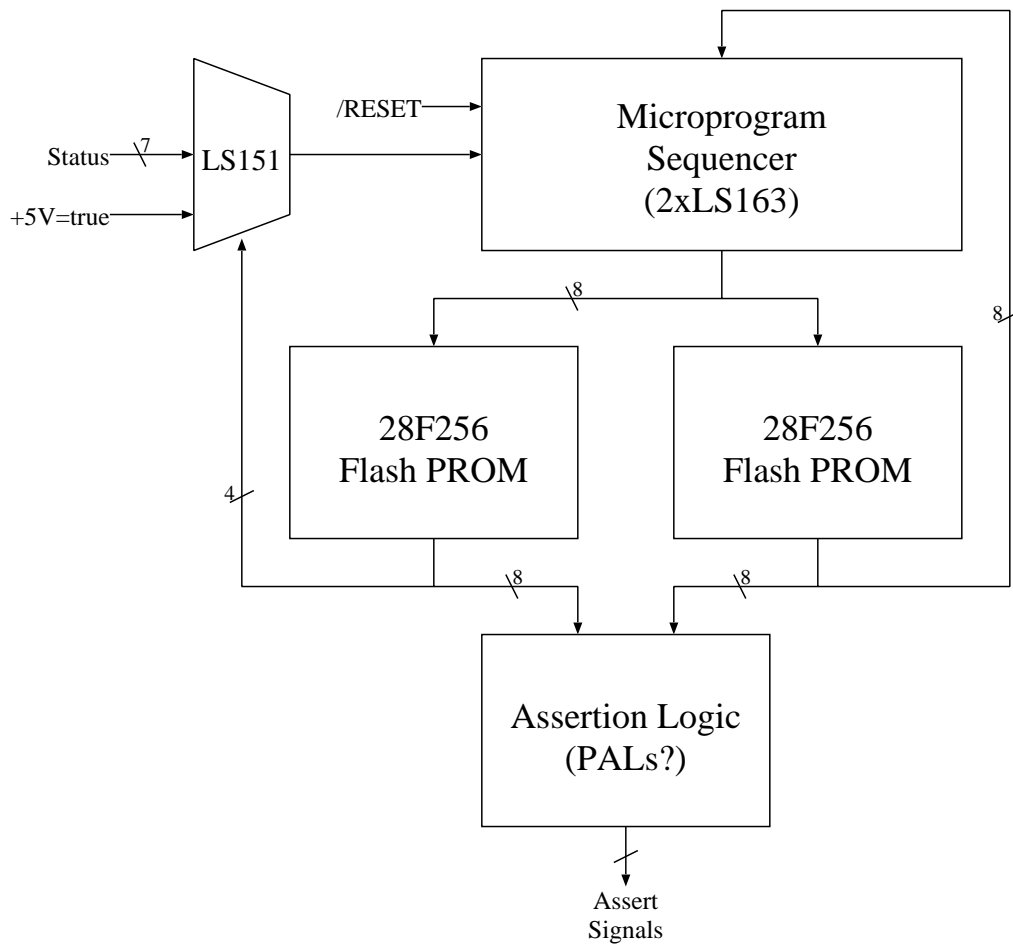 /RESET
Microprogram
Sequencer
(2xLS163)
Status
7
LS151
+5V=true
8
8
28F256
Flash PROM
28F256
Flash PROM
4
8
8
Assertion Logic
(PALs?)
Assert
Signals